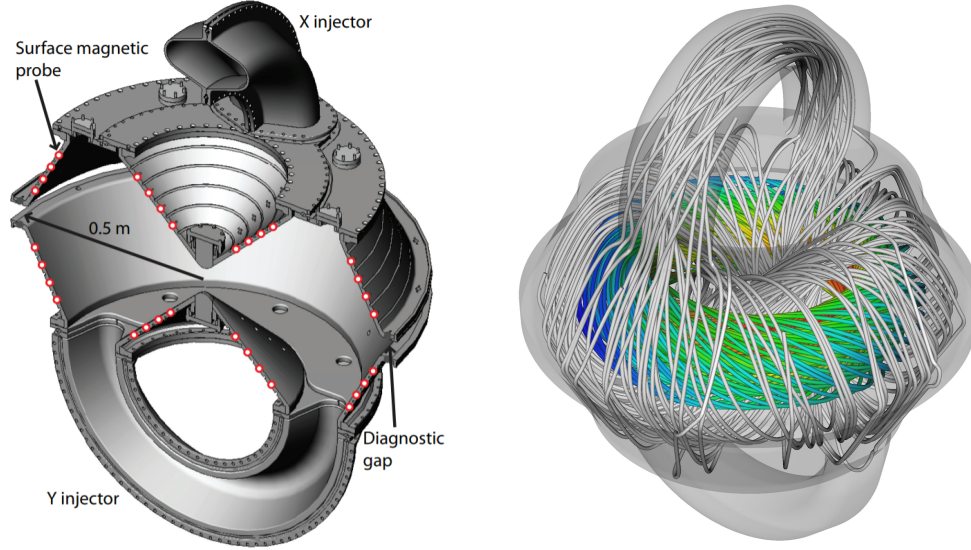 X injector
Surface magnetic
probe
0.5 m
Diagnostic
gap
Y injector